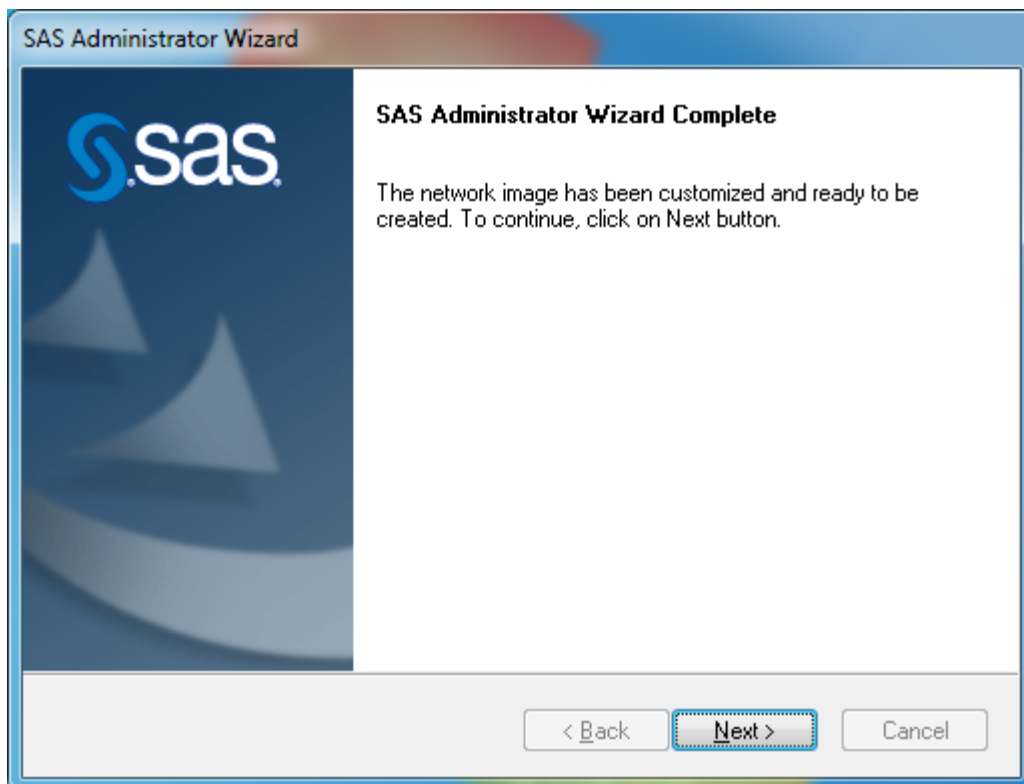 SAS Administrator Wizard
sas
SAS Administrator Wizard Complete
The network image has been customized and ready to be
created. To continue, click on Next button.
< Back
Next >
Cancel